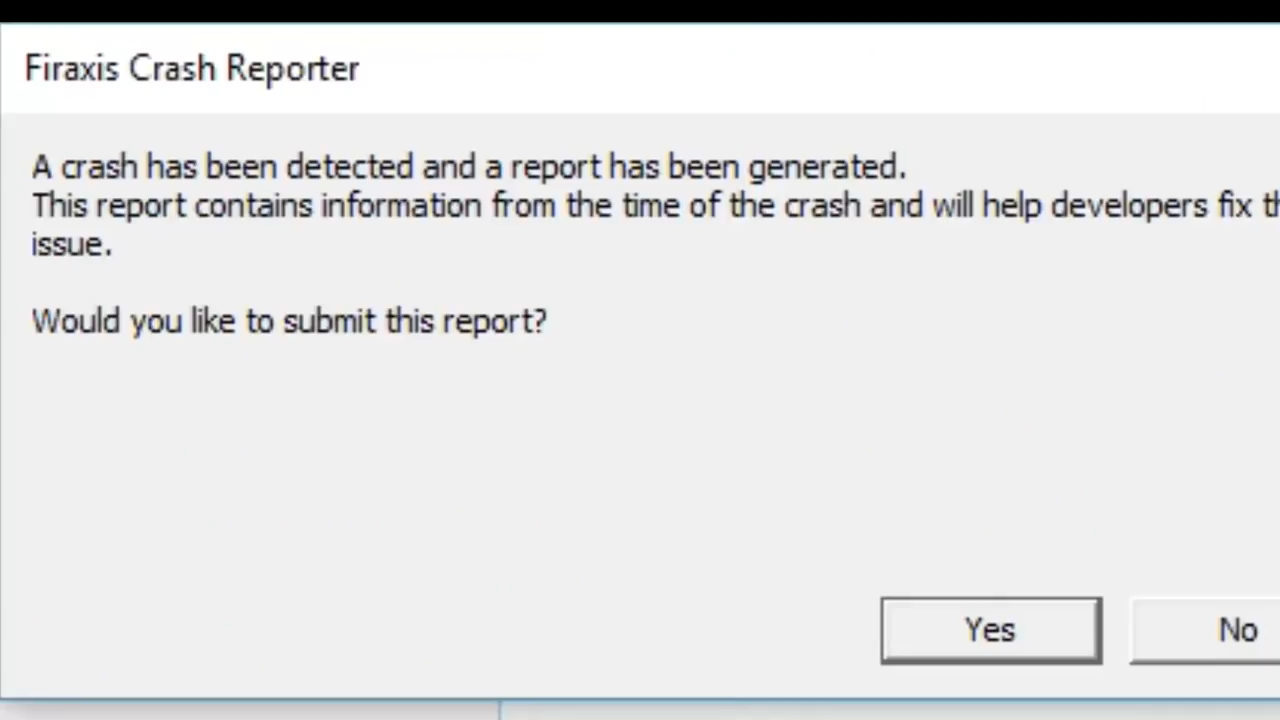 Firaxis Crash Reporter
A crash has been detected and a report has been generated.
This report contains information from the time of the crash and will help developers fix
issue.
Would you like to submit this report?
Yes
No